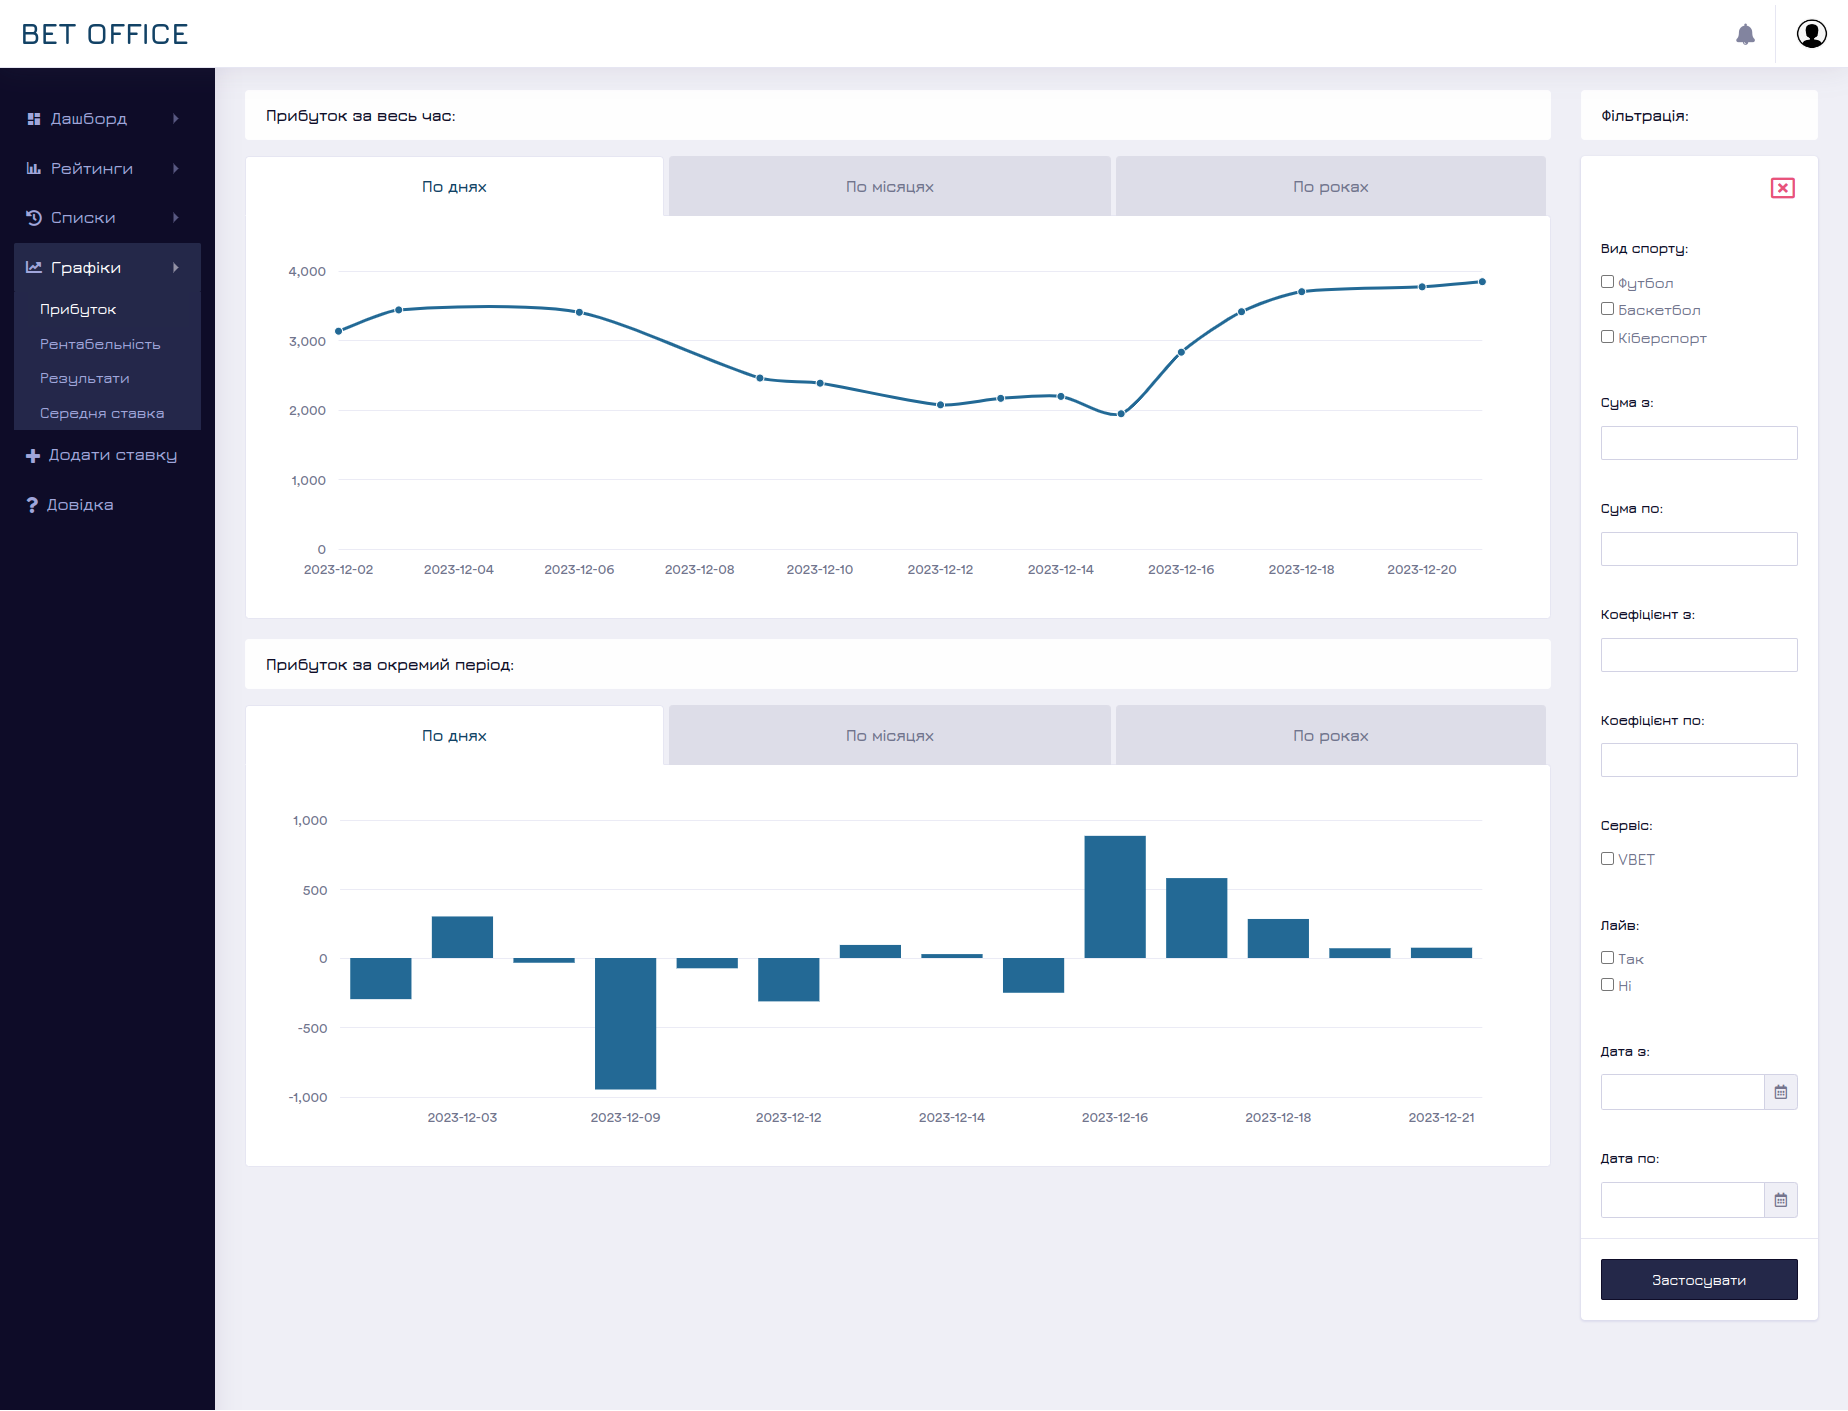 BET OFFICE
Дашборд
Рейтинги
Списки
Графіки
Прибуток
Рентабельність
Результати
Середня ставка
Додати ставку
Довідка
Прибуток за весь час:
По днях
По місяцях
По роках
4,000
3,000
2,000
1,000
0
2023-12-02 2023-12-04 2023-12-06 2023-12-08 2023-12-10 2023-12-12 2023-12-14 2023-12-16 2023-12-18 2023-12-20
Прибуток за окремий період:
По днях
По місяцях
По роках
1,000
500
0
-500
-1,000
2023-12-03 2023-12-09 2023-12-12 2023-12-14 2023-12-16 2023-12-18 2023-12-21
Фільтрація:
Вид спорту:
Футбол
Баскетбол
Кіберспорт
Сума з:
Сума по:
Коефіцієнт з:
Коефіцієнт по:
Сервіс:
VBET
Лайв:
Так
Ні
Дата з:
Дата по:
Застосувати